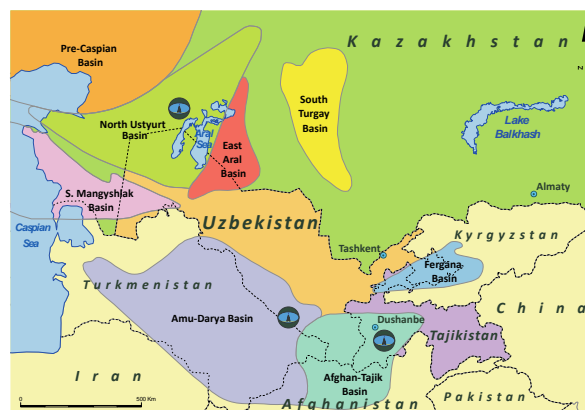 Pre-Caspian
Basin
Kazakhstan
N
South
Turgay
Basin
North Ustyurt
Basin
Aral
Sea
East
Aral
Basin
Lake
Balkhash
S. Mangyshlak
Basin
Almaty
Caspian
Sea
Uzbekistan
Kyrgyzstan
Tashkent
Fergana
Basin
Turkmenistan
China
Amu-Darya Basin
Dushanbe
Tajikistan
Iran
Afghan-Tajik
Basin
Pakistan
Afghanistan
0
500 Km